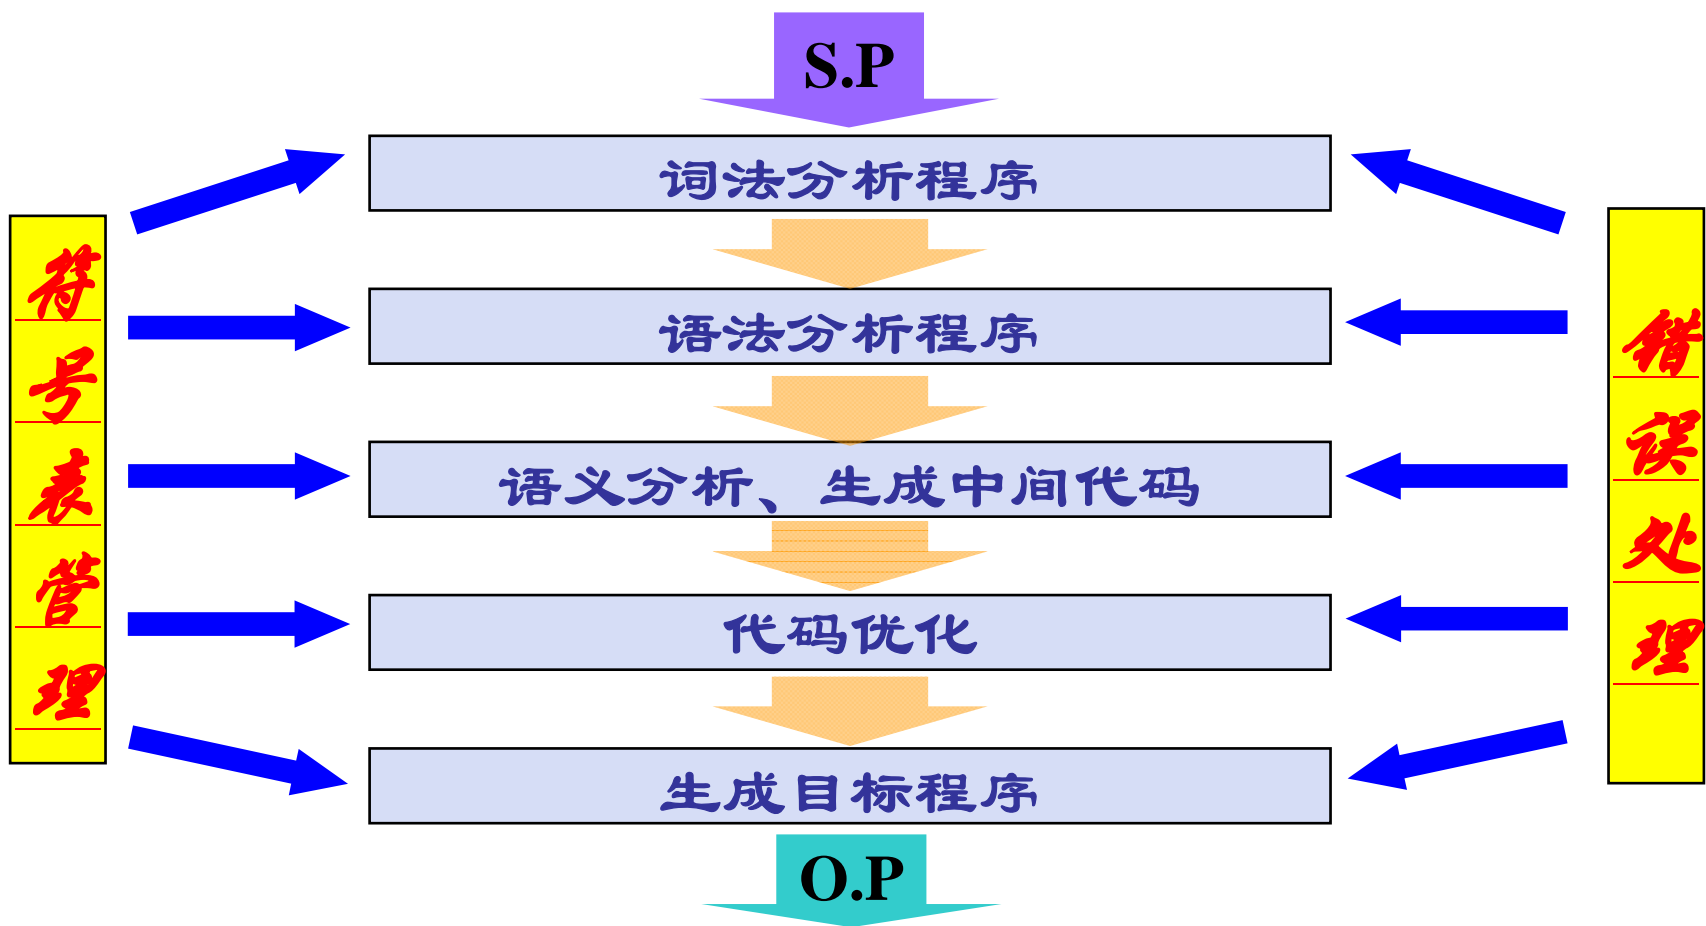 S.P
词法分析程序
语法分析程序
语义分析、生成中间代码
代码优化
生成目标程序
O.P
符号表管理
错误处理